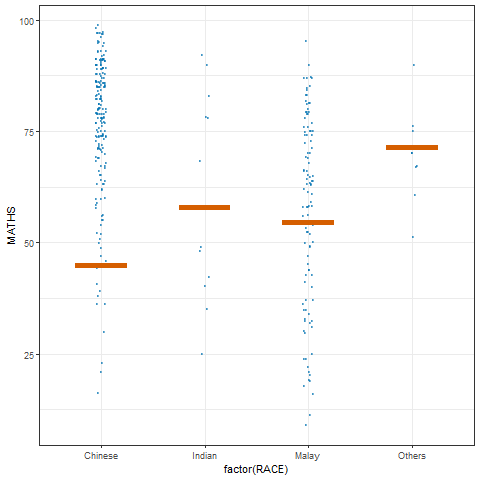 100
75
50
25
MATHS
Chinese
Indian
Malay
Others
factor(RACE)